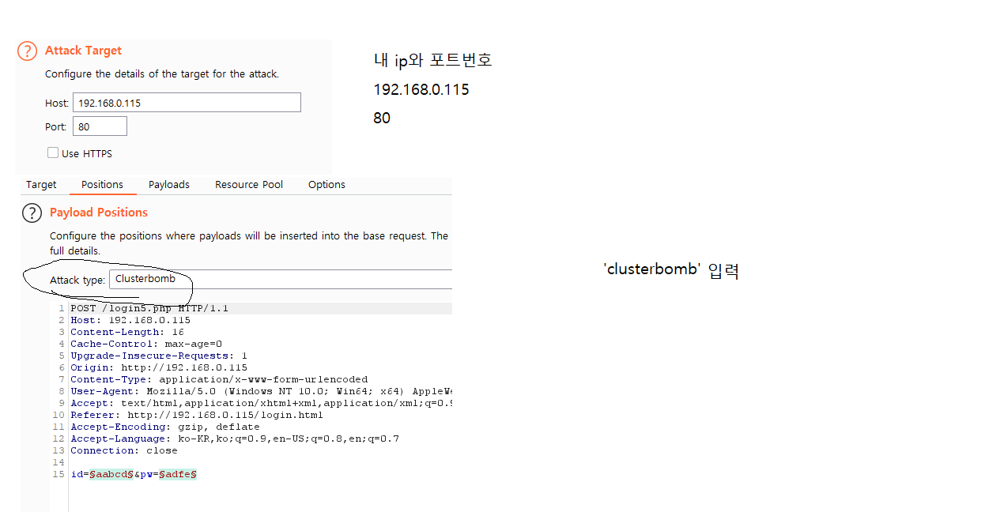 Attack Target
Configure the details of the target for the attack.
Host: 192.168.0.115
Port: 80
Use HTTPS
내 ip와 포트번호
192.168.0.115
80
Target Positions Payloads Resource Pool Options
Payload Positions
Configure the positions where payloads will be inserted into the base request. The
full details.
Attack type: Clusterbomb
'clusterbomb' 입력
1 POST /login5.php HTTP/1.1
2 Host: 192.168.0.115
3 Content-Length: 16
4 Cache-Control: max-age=0
5 Upgrade-Insecure-Requests: 1
6 Origin: http://192.168.0.115
7 Content-Type: application/x-www-form-urlencoded
8 User-Agent: Mozilla/5.0 (Windows NT 10.0; Win64; x64) AppleWe
9 Accept: text/html,application/xhtml+xml,application/xml;q=0.9
10 Referer: http://192.168.0.115/login.html
11 Accept-Encoding: gzip, deflate
12 Accept-Language: ko-KR,ko;q=0.9,en-US;q=0.8,en;q=0.7
13 Connection: close
14
15 id=§aabcd§&pw=§adfe§